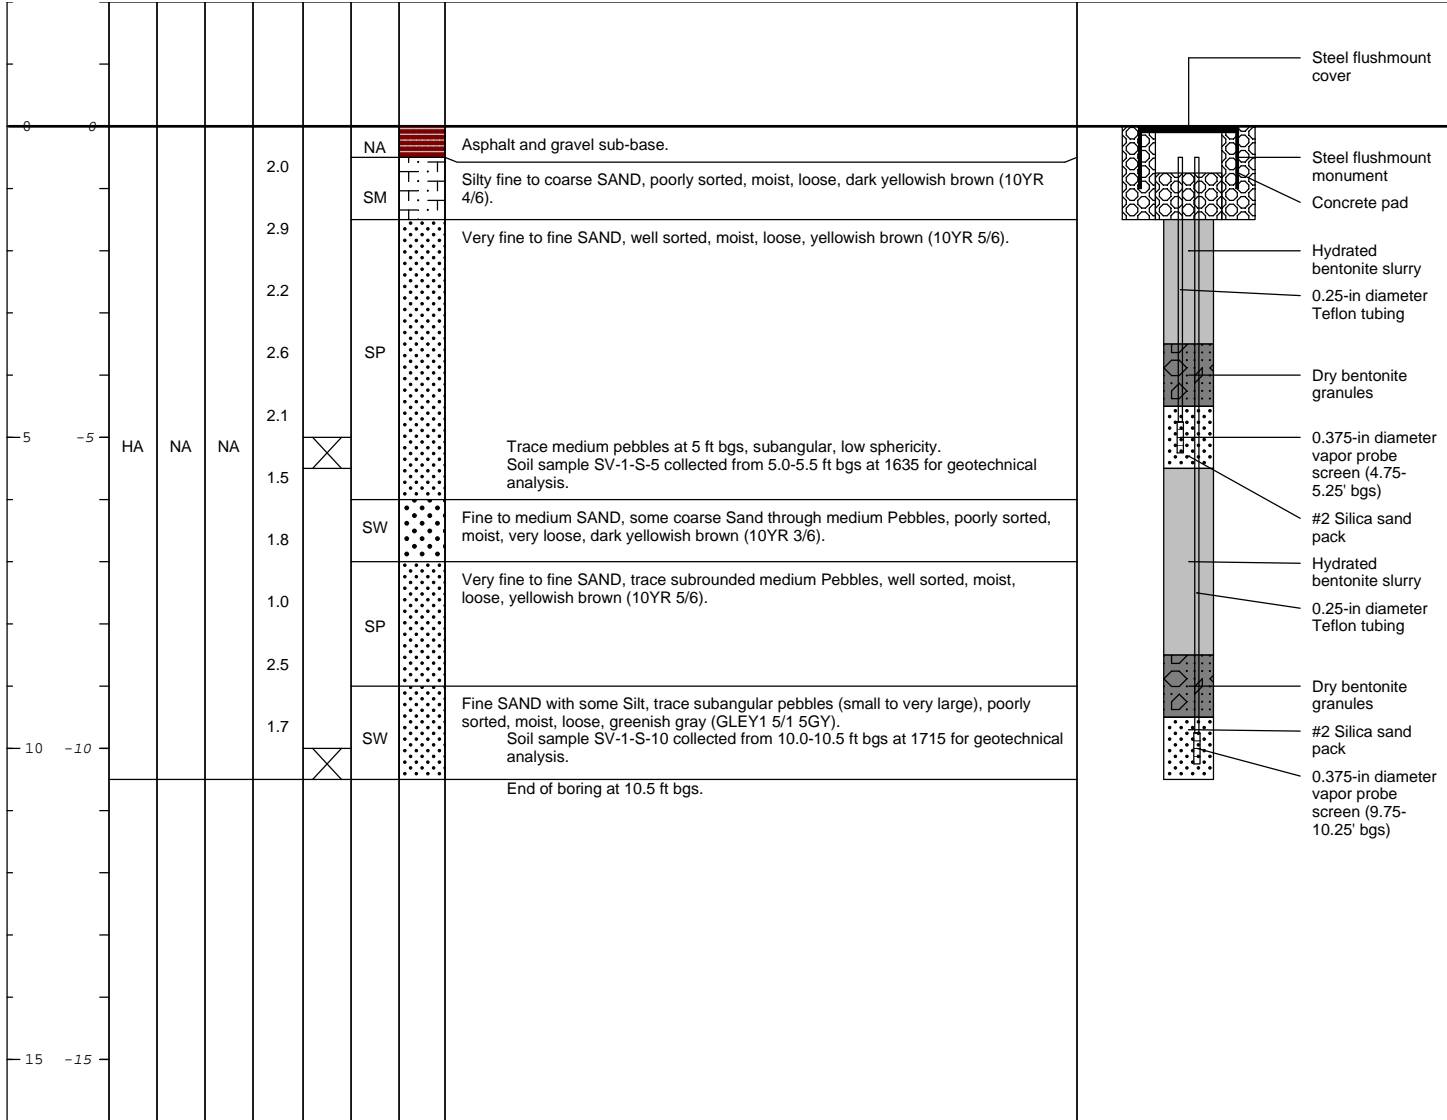 Steel flushmount
cover
0 0
NA
Asphalt and gravel sub-base.
Steel flushmount
monument
2.0
SM
Silty fine to coarse SAND, poorly sorted, moist, loose, dark yellowish brown (10YR
4/6).
Concrete pad
2.9
Very fine to fine SAND, well sorted, moist, loose, yellowish brown (10YR 5/6).
Hydrated
bentonite slurry
2.2
0.25-in diameter
Teflon tubing
2.6
SP
Dry bentonite
granules
2.1
5 -5
HA
NA
NA
Trace medium pebbles at 5 ft bgs, subangular, low sphericity.
Soil sample SV-1-S-5 collected from 5.0-5.5 ft bgs at 1635 for geotechnical
analysis.
0.375-in diameter
vapor probe
screen (4.75-
5.25' bgs)
1.5
SW
Fine to medium SAND, some coarse Sand through medium Pebbles, poorly sorted,
moist, very loose, dark yellowish brown (10YR 3/6).
#2 Silica sand
pack
1.8
Hydrated
bentonite slurry
Very fine to fine SAND, trace subrounded medium Pebbles, well sorted, moist,
loose, yellowish brown (10YR 5/6).
1.0
SP
0.25-in diameter
Teflon tubing
2.5
Dry bentonite
granules
Fine SAND with some Silt, trace subangular pebbles (small to very large), poorly
sorted, moist, loose, greenish gray (GLEY1 5/1 5GY).
1.7
SW
Soil sample SV-1-S-10 collected from 10.0-10.5 ft bgs at 1715 for geotechnical
analysis.
#2 Silica sand
pack
10 -10
End of boring at 10.5 ft bgs.
0.375-in diameter
vapor probe
screen (9.75-
10.25' bgs)
15 -15